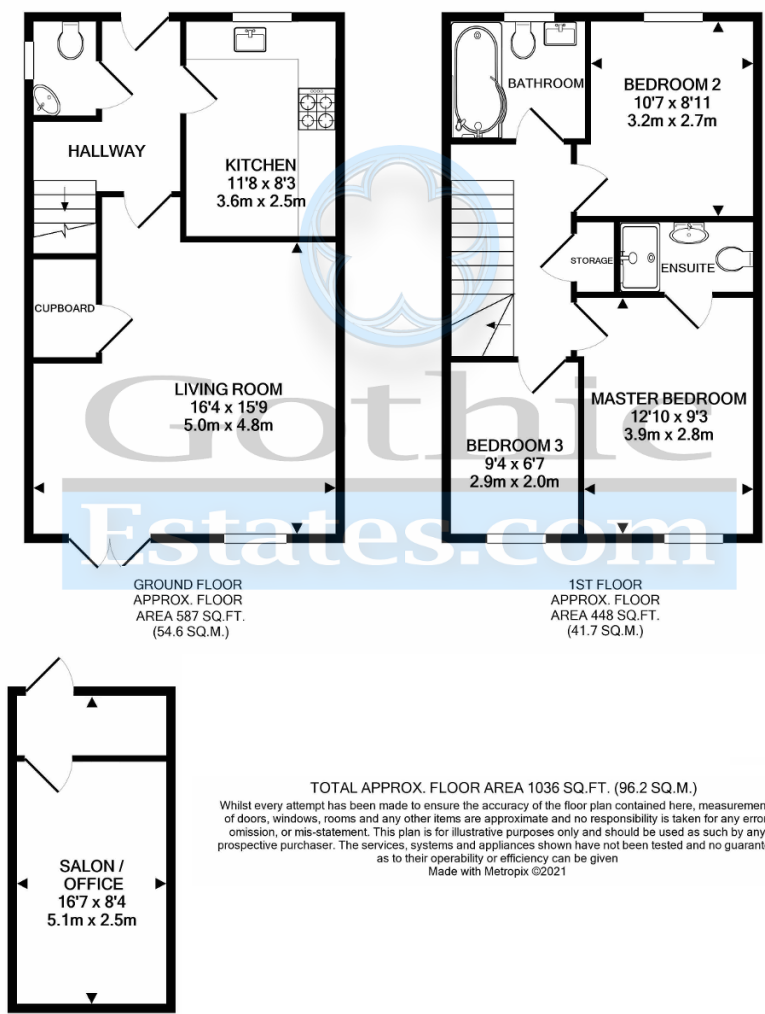 HALLWAY
KITCHEN
11'8 x 8'3
3.6m x 2.5m
CUPBOARD
LIVING ROOM
16'4 x 15'9
5.0m x 4.8m
BATHROOM
BEDROOM 2
10'7 x 8'11
3.2m x 2.7m
STORAGE
ENSUITE
MASTER BEDROOM
12'10 x 9'3
3.9m x 2.8m
BEDROOM 3
9'4 x 6'7
2.9m x 2.0m
Gothic
Estates.com
GROUND FLOOR
APPROX. FLOOR
AREA 587 SQ.FT.
(54.6 SQ.M.)
1ST FLOOR
APPROX. FLOOR
AREA 448 SQ.FT.
(41.7 SQ.M.)
SALON /
OFFICE
16'7 x 8'4
5.1m x 2.5m
TOTAL APPROX. FLOOR AREA 1036 SQ.FT. (96.2 SQ.M.)
Whilst every attempt has been made to ensure the accuracy of the floor plan contained here, measuremen
of doors, windows, rooms and any other items are approximate and no responsibility is taken for any error
omission, or mis-statement. This plan is for illustrative purposes only and should be used as such by any
prospective purchaser. The services, systems and appliances shown have not been tested and no guarant
as to their operability or efficiency can be given
Made with Metropix ©2021